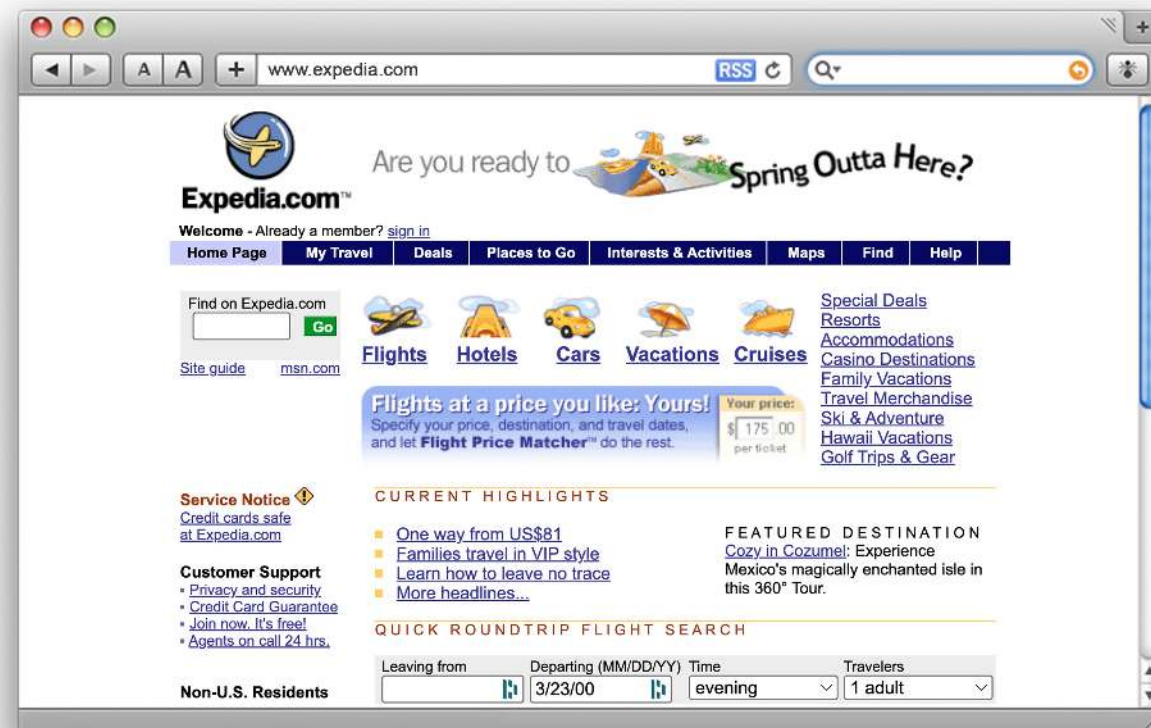 A A + www.expedia.com RSS
Are you ready to Spring Outta Here?
Expedia.com™
Welcome - Already a member? sign in
Home Page My Travel Deals Places to Go Interests & Activities Maps Find Help
Find on Expedia.com
Go
Site guide msn.com
Flights Hotels Cars Vacations Cruises
Special Deals
Resorts
Accommodations
Casino Destinations
Family Vacations
Travel Merchandise
Ski & Adventure
Hawaii Vacations
Golf Trips & Gear
Flights at a price you like: Yours!
Specify your price, destination, and travel dates,
and let Flight Price Matcher™ do the rest.
Your price:
$ 175 .00
per ticket
Service Notice
Credit cards safe
at Expedia.com
Customer Support
▪ Privacy and security
▪ Credit Card Guarantee
▪ Join now. It's free!
▪ Agents on call 24 hrs.
Non-U.S. Residents
CURRENT HIGHLIGHTS
One way from US$81
Families travel in VIP style
Learn how to leave no trace
More headlines...
FEATURED DESTINATION
Cozy in Cozumel: Experience
Mexico's magically enchanted isle in
this 360° Tour.
QUICK ROUNDTRIP FLIGHT SEARCH
Leaving from Departing (MM/DD/YY) Time Travelers
3/23/00 evening 1 adult